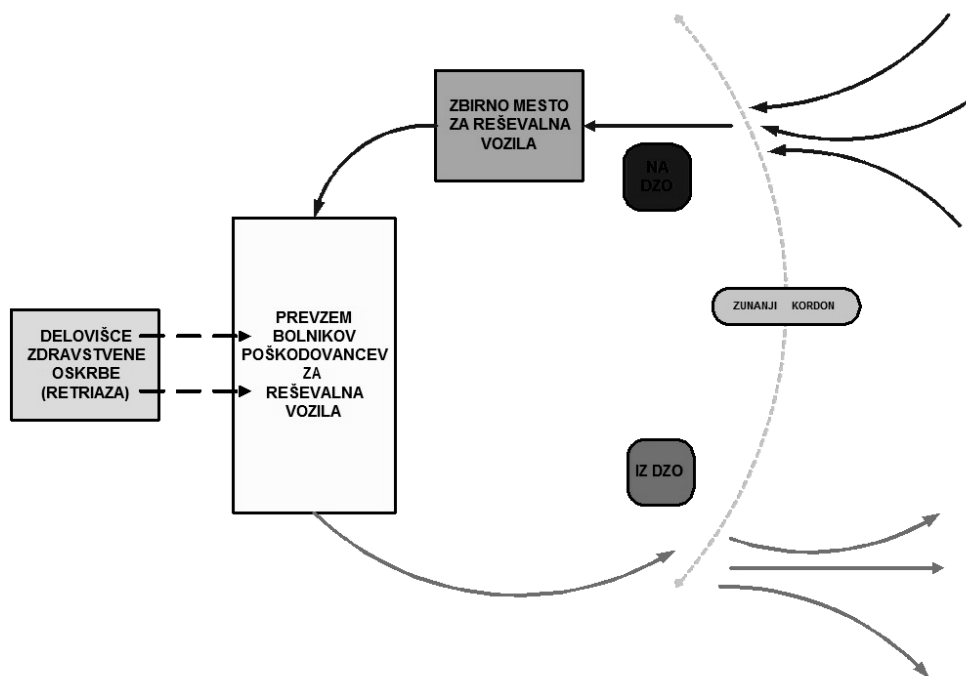 ZBIRNO MESTO
ZA REŠEVALNA
VOZILA
NA
DZO
ZUNANJI KORDON
PREVZEM
BOLNIKOV
POŠKODOVANCEV
ZA
REŠEVALNA
VOZILA
DELOVIŠCE
ZDRAVSTVENE
OSKRBE
(RETRIAZA)
IZ DZO